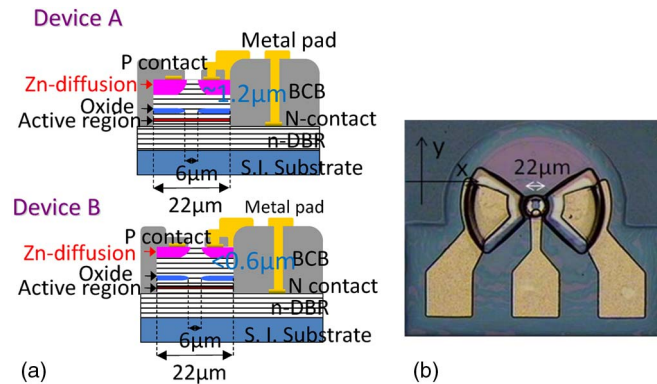 Device A
Metal pad
P contact
Zn-diffusion
~1.2μm
BCB
Oxide
N-contact
Active region
n-DBR
S.I. Substrate
6μm
22μm
Device B
Metal pad
P contact
Zn-diffusion
<0.6μm
BCB
Oxide
N contact
Active region
n-DBR
S. I. Substrate
6μm
(a)
22μm
y
x
22μm
(b)